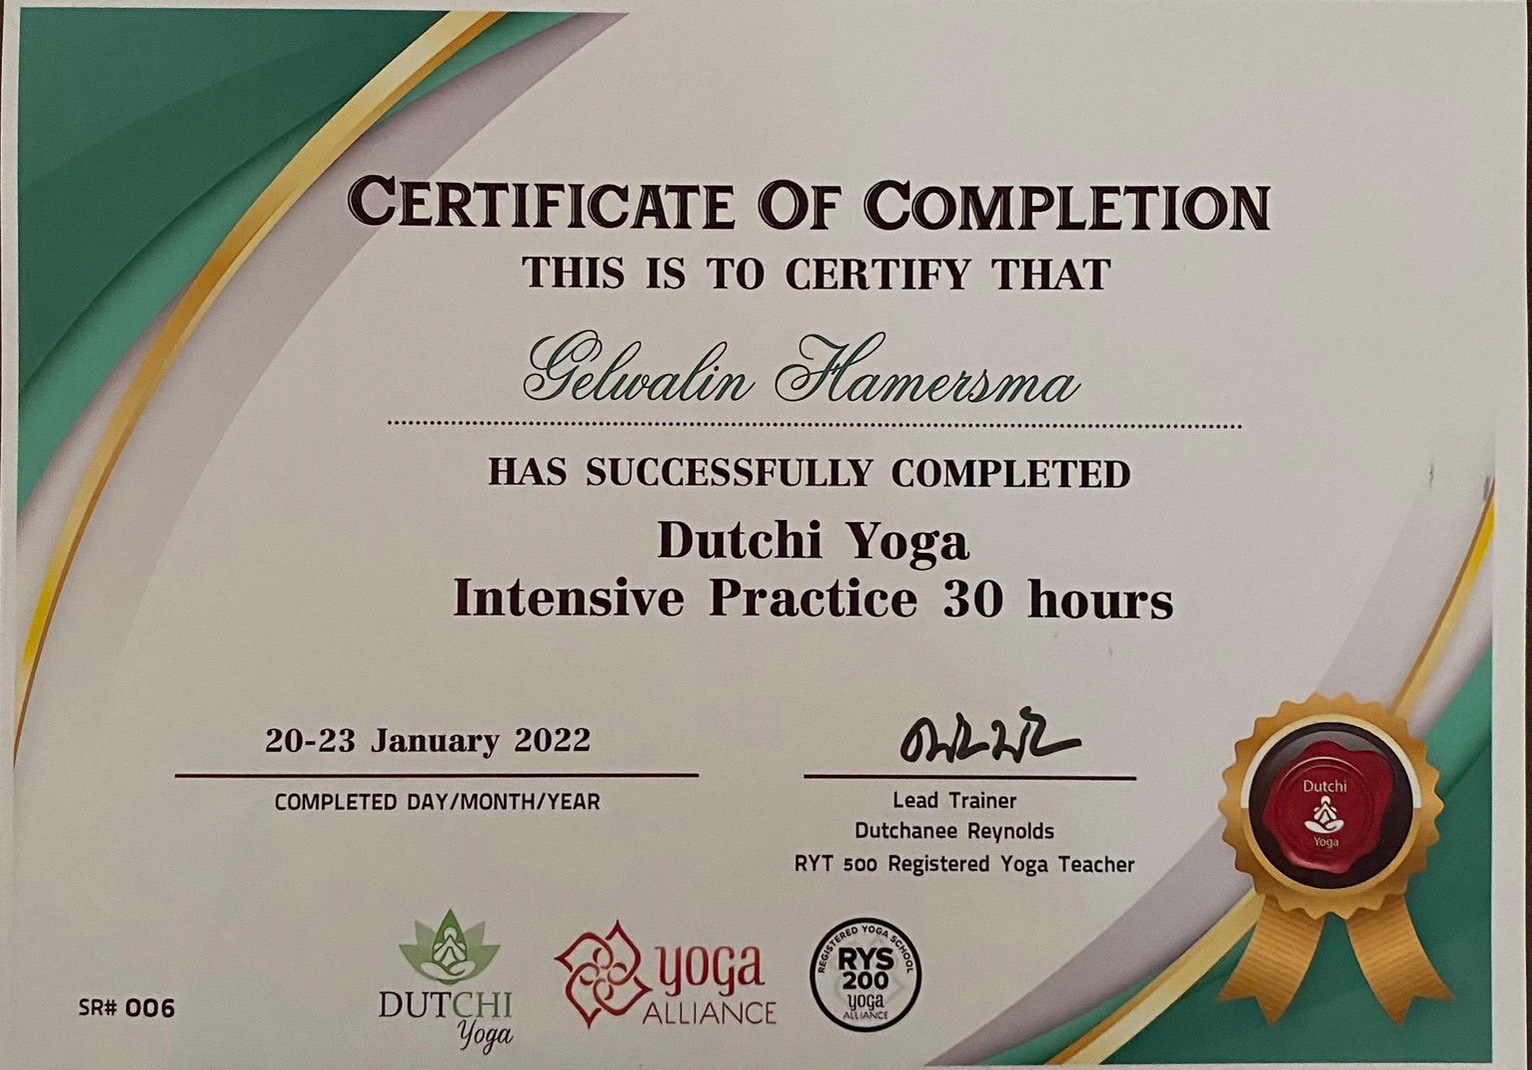 CERTIFICATE OF COMPLETION
THIS IS TO CERTIFY THAT
Gelwalin Hamersma
HAS SUCCESSFULLY COMPLETED
Dutchi Yoga
Intensive Practice 30 hours
20-23 January 2022
COMPLETED DAY/MONTH/YEAR
Lead Trainer
Dutchanee Reynolds
RYT 500 Registered Yoga Teacher
Dutchi
Yoga
SR# 006
DUTCHI
Yoga
yoga
ALLIANCE
REGISTERED YOGA SCHOOL
RYS
200
yoga
ALLIANCE